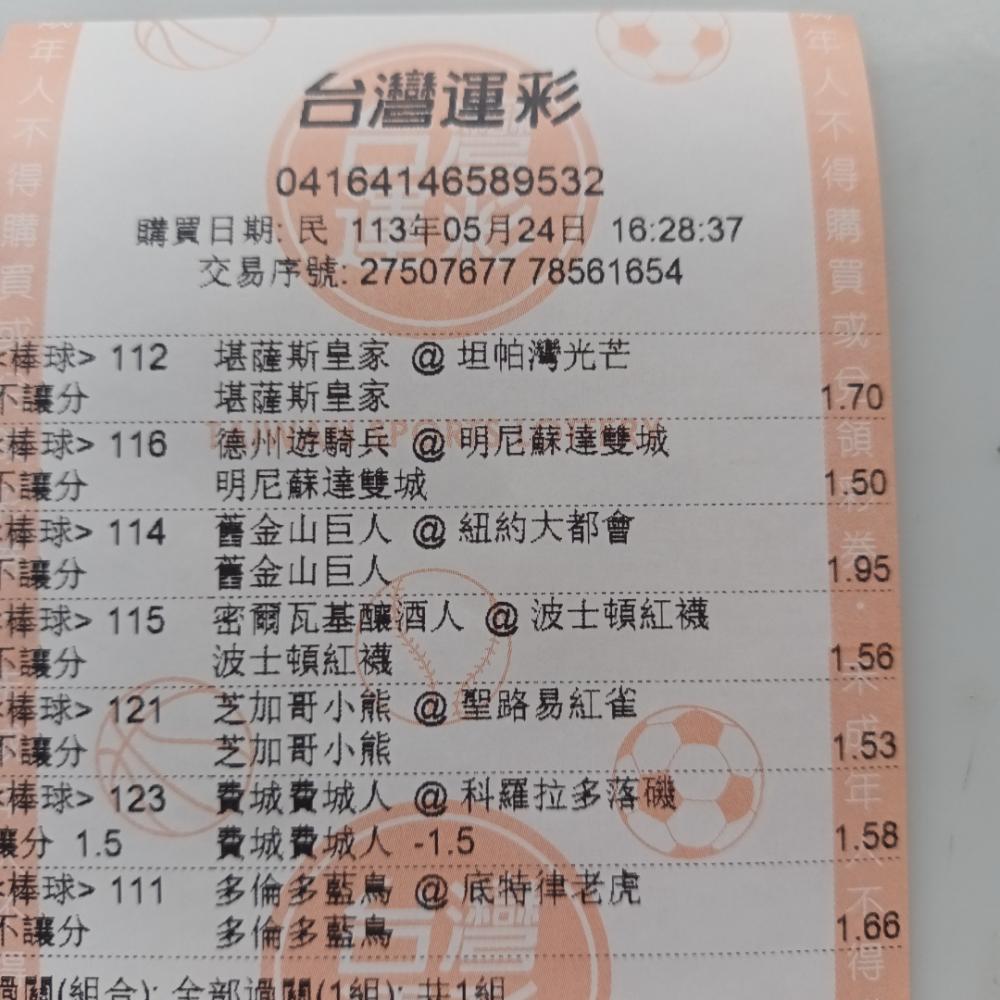 台灣運彩
04164146589532
購買日期: 民 113年05月24日 16:28:37
交易序號: 27507677 78561654
<棒球> 112 堪薩斯皇家 @ 坦帕灣光芒
不讓分 堪薩斯皇家 1.70
TAIWAN SPORTS LOTTERY
<棒球> 116 德州遊騎兵 @ 明尼蘇達雙城
不讓分 明尼蘇達雙城 1.50
<棒球> 114 舊金山巨人 @ 紐約大都會
不讓分 舊金山巨人 1.95
<棒球> 115 密爾瓦基釀酒人 @ 波士頓紅襪
不讓分 波士頓紅襪 1.56
<棒球> 121 芝加哥小熊 @ 聖路易紅雀
不讓分 芝加哥小熊 1.53
<棒球> 123 費城費城人 @ 科羅拉多落磯
讓分 1.5 費城費城人 -1.5 1.58
<棒球> 111 多倫多藍鳥 @ 底特律老虎
不讓分 多倫多藍鳥 1.66
過關(組合): 全部過關(1組): 共1組
年人不得購買或
年人不得購買或分領彩券·未成年人不得
台灣運彩
台灣